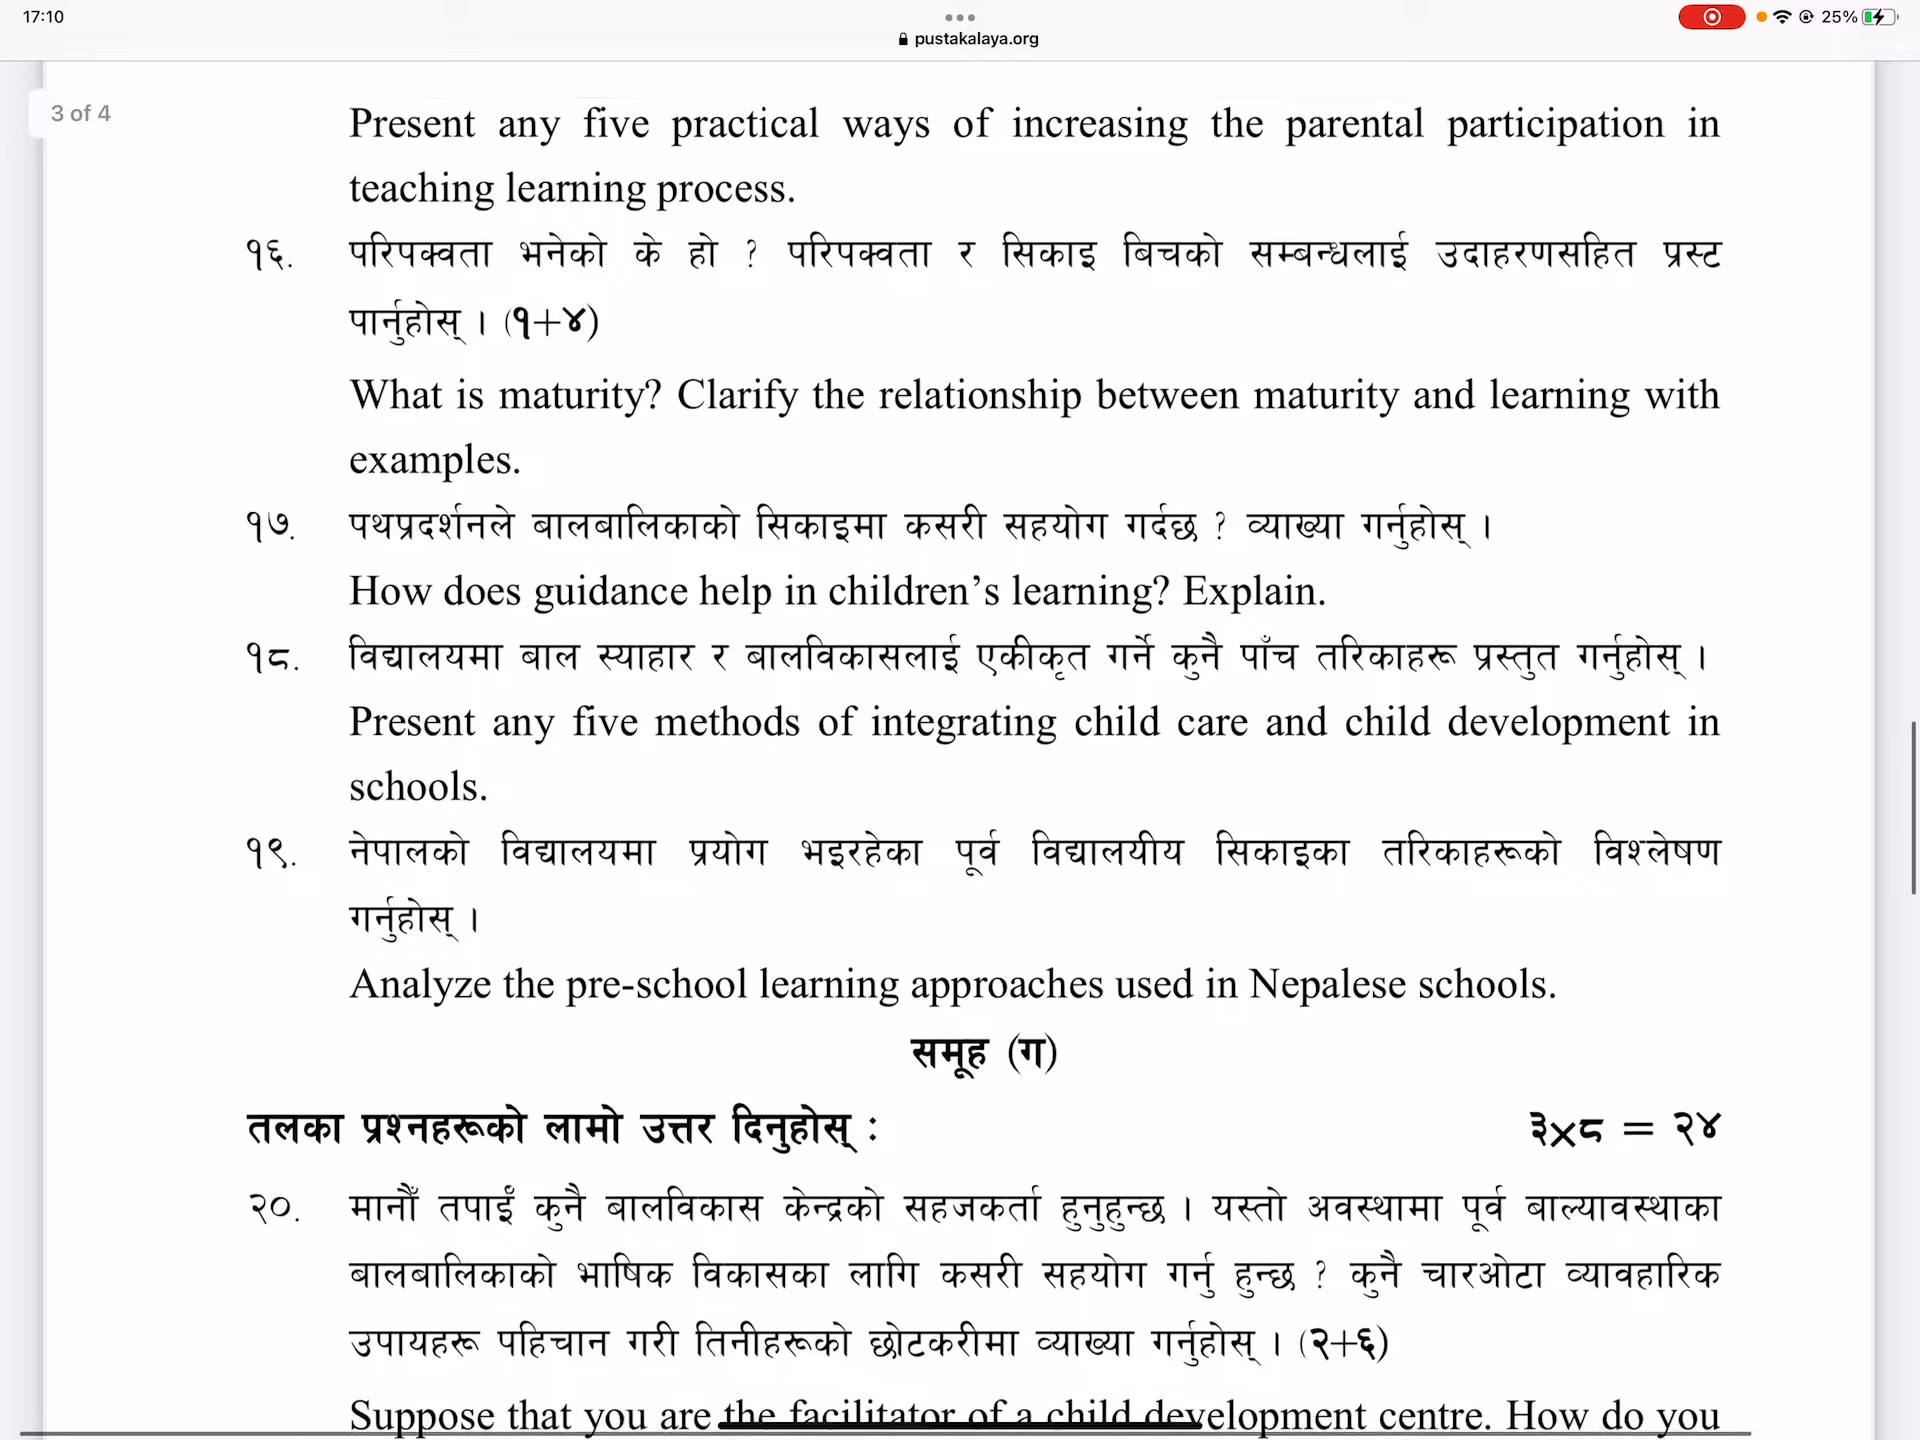 17:10
pustakalaya.org
25%
3 of 4
Present any five practical ways of increasing the parental participation in
teaching learning process.
१६. परिपक्वता भनेको के हो ? परिपक्वता र सिकाइ बिचको सम्बन्धलाई उदाहरणसहित प्रस्ट
पार्नुहोस् । (१+४)
What is maturity? Clarify the relationship between maturity and learning with
examples.
१७. पथप्रदर्शनले बालबालिकाको सिकाइमा कसरी सहयोग गर्दछ ? व्याख्या गर्नुहोस् ।
How does guidance help in children’s learning? Explain.
१८. विद्यालयमा बाल स्याहार र बालविकासलाई एकीकृत गर्ने कुनै पाँच तरिकाहरू प्रस्तुत गर्नुहोस् ।
Present any five methods of integrating child care and child development in
schools.
१९. नेपालको विद्यालयमा प्रयोग भइरहेका पूर्व विद्यालयीय सिकाइका तरिकाहरूको विश्लेषण
गर्नुहोस् ।
Analyze the pre-school learning approaches used in Nepalese schools.
समूह (ग)
तलका प्रश्नहरूको लामो उत्तर दिनुहोस् : ३×८ = २४
२०. मानौँ तपाईं कुनै बालविकास केन्द्रको सहजकर्ता हुनुहुन्छ । यस्तो अवस्थामा पूर्व बाल्यावस्थाका
बालबालिकाको भाषिक विकासका लागि कसरी सहयोग गर्नु हुन्छ ? कुनै चारओटा व्यावहारिक
उपायहरू पहिचान गरी तिनीहरूको छोटकरीमा व्याख्या गर्नुहोस् । (२+६)
Suppose that you are the facilitator of a child development centre. How do you